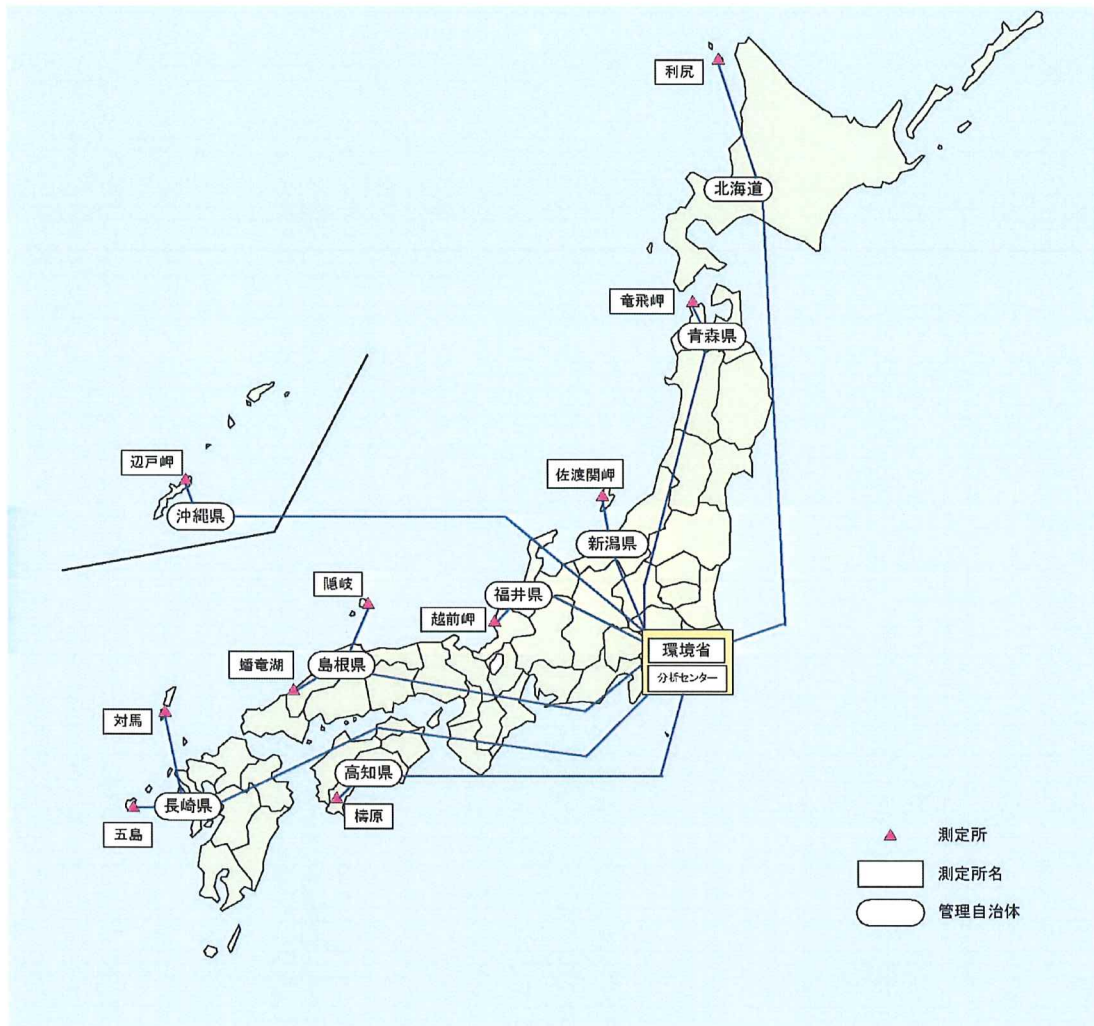 利尻
北海道
竜飛岬
青森県
辺戸岬
沖縄県
佐渡関岬
新潟県
隠岐
福井県
越前岬
環境省
分析センター
蟠竜湖
島根県
対馬
高知県
長崎県
五島
檮原
測定所
測定所名
管理自治体